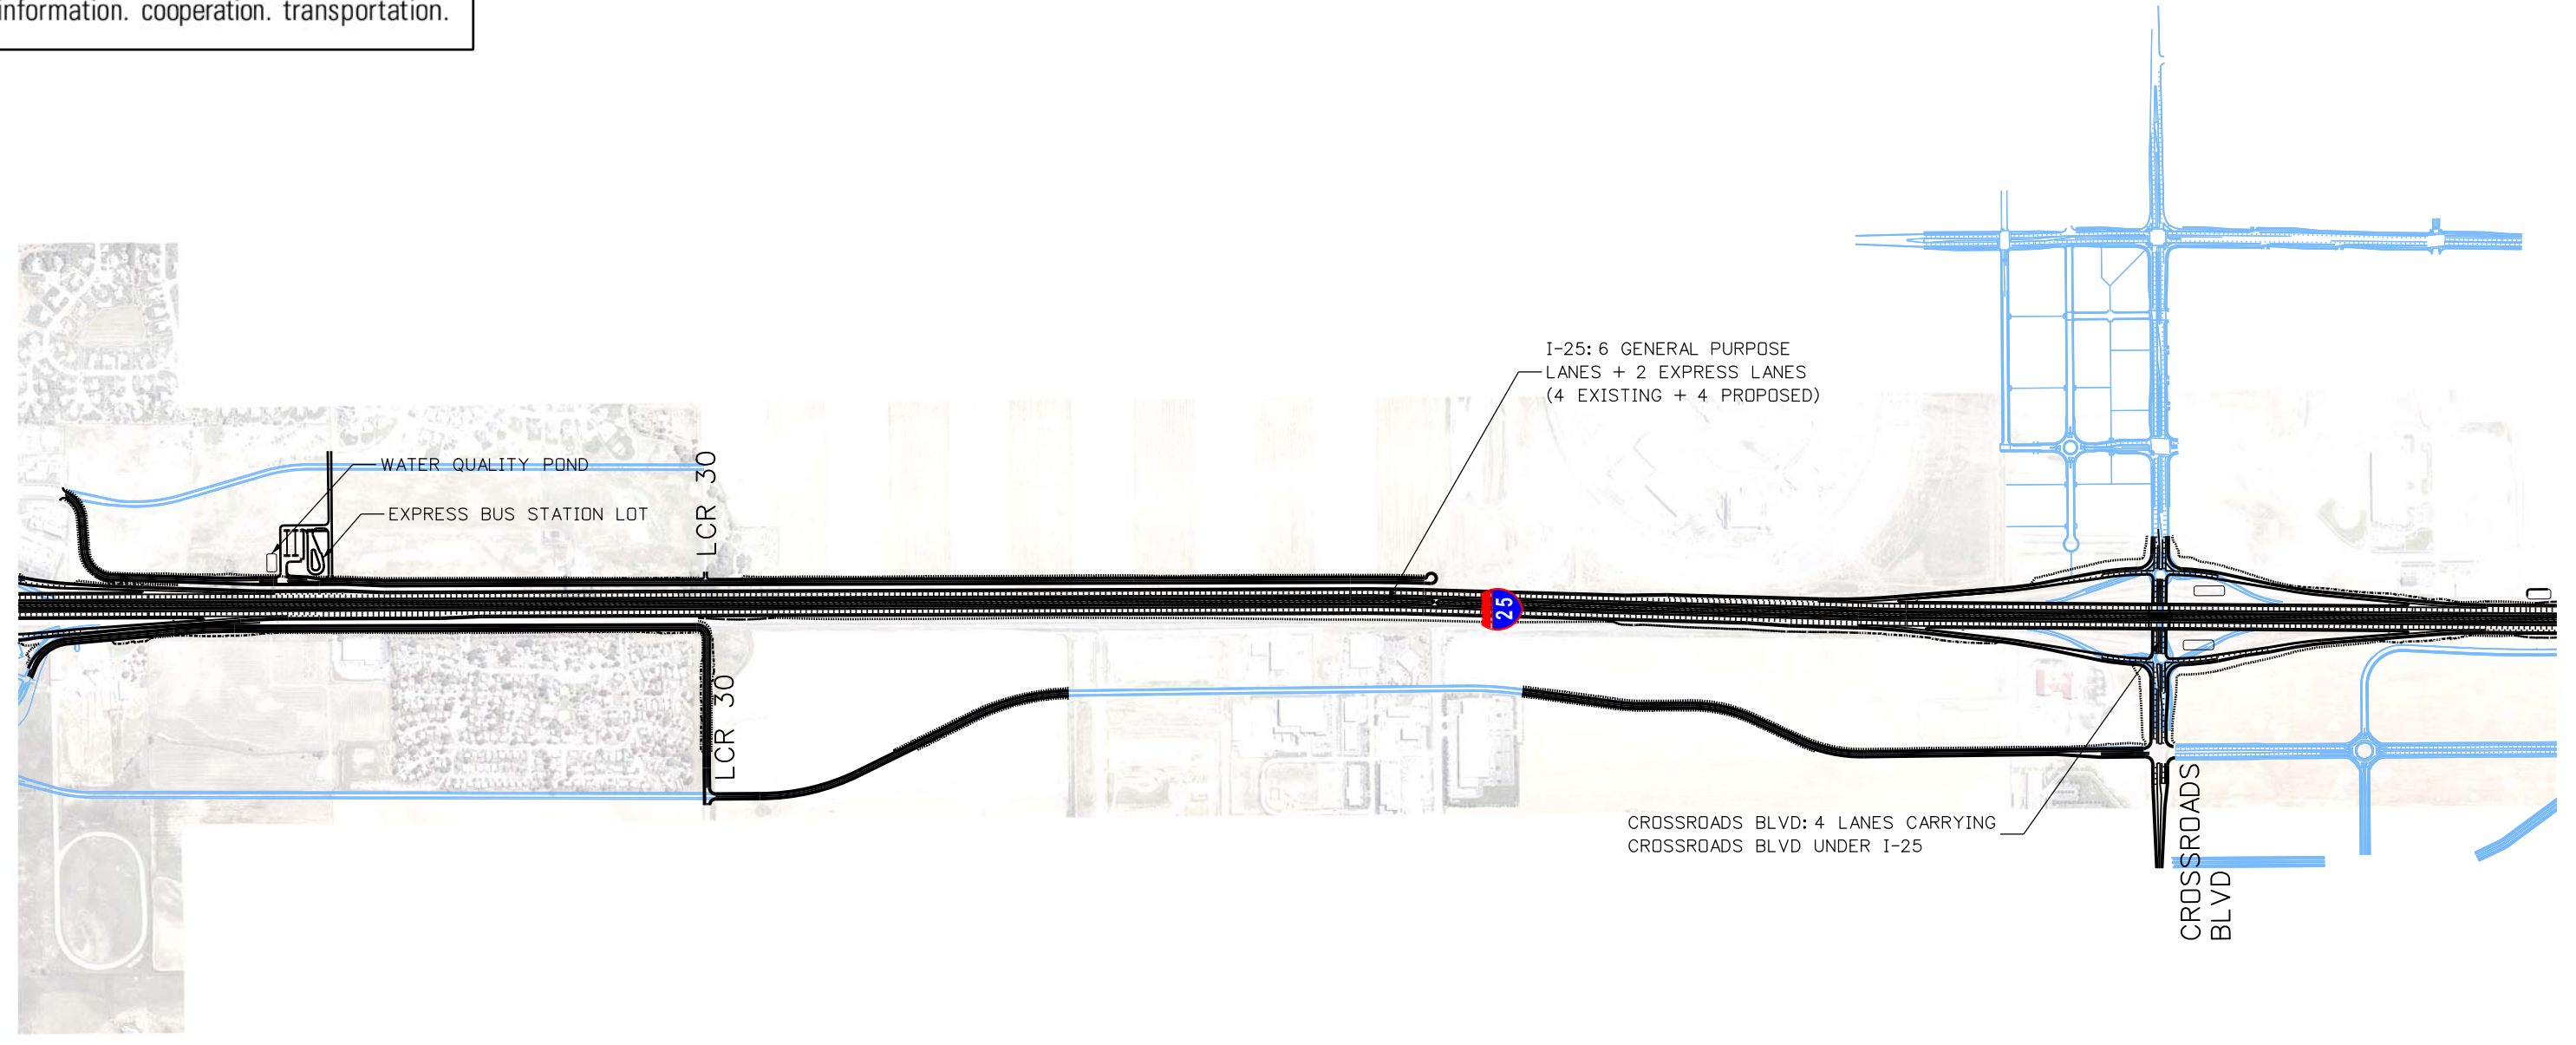 information. cooperation. transportation.
I-25: 6 GENERAL PURPOSE
LANES + 2 EXPRESS LANES
(4 EXISTING + 4 PROPOSED)
WATER QUALITY POND
EXPRESS BUS STATION LOT
LCR 30
25
LCR 30
CROSSROADS BLVD: 4 LANES CARRYING
CROSSROADS BLVD UNDER I-25
CROSSROADS
BLVD